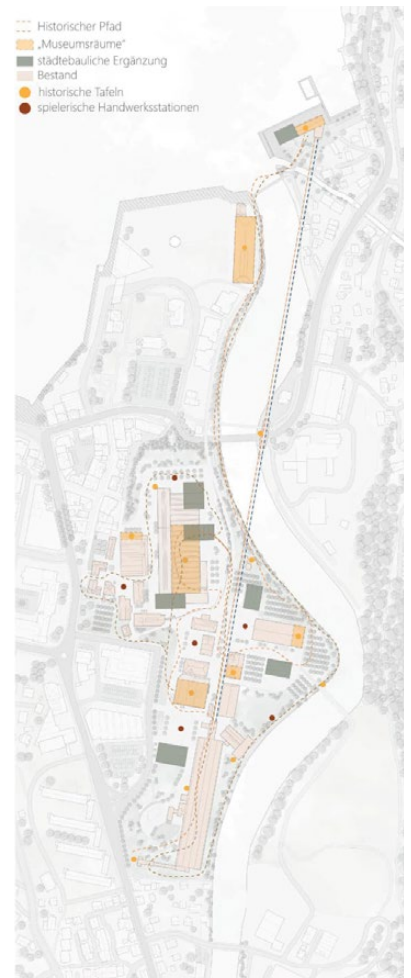 Historischer Pfad
„Museumsräume“
städtebauliche Ergänzung
Bestand
historische Tafeln
spielerische Handwerksstationen